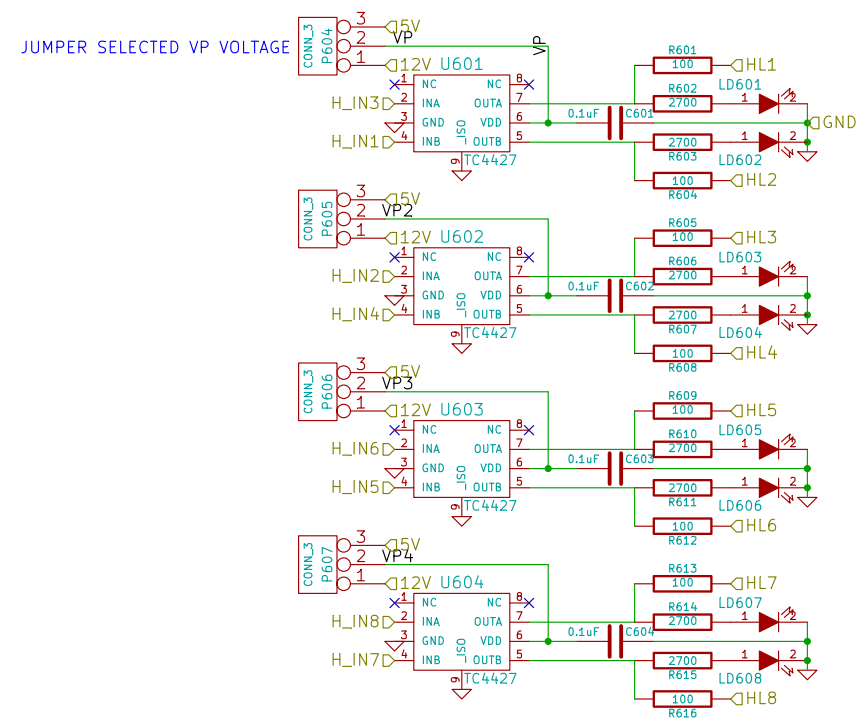 JUMPER SELECTED VP VOLTAGE
CONN_3
P604
3 5V
2 VP
1 12V
VP
U601
1 NC
2 INA
3 GND
4 INB
NC 8
OUTA 7
VDD 6
OUTB 5
_ISO
9
TC4427
H_IN3
H_IN1
0.1uF C601
R601
100 HL1
R602
2700
LD601
1 2
GND
2700
R603
1 2
LD602
100 HL2
R604
CONN_3
P605
3 5V
2 VP2
1 12V
U602
1 NC
2 INA
3 GND
4 INB
NC 8
OUTA 7
VDD 6
OUTB 5
_ISO
9
TC4427
H_IN2
H_IN4
0.1uF C602
R605
100 HL3
R606
2700
LD603
1 2
2700
R607
1 2
LD604
100 HL4
R608
CONN_3
P606
3 5V
2 VP3
1 12V
U603
1 NC
2 INA
3 GND
4 INB
NC 8
OUTA 7
VDD 6
OUTB 5
_ISO
9
TC4427
H_IN6
H_IN5
0.1uF C603
R609
100 HL5
R610
2700
LD605
1 2
2700
R611
1 2
LD606
100 HL6
R612
CONN_3
P607
3 5V
2 VP4
1 12V
U604
1 NC
2 INA
3 GND
4 INB
NC 8
OUTA 7
VDD 6
OUTB 5
_ISO
9
TC4427
H_IN8
H_IN7
0.1uF C604
R613
100 HL7
R614
2700
LD607
1 2
2700
R615
1 2
LD608
100 HL8
R616